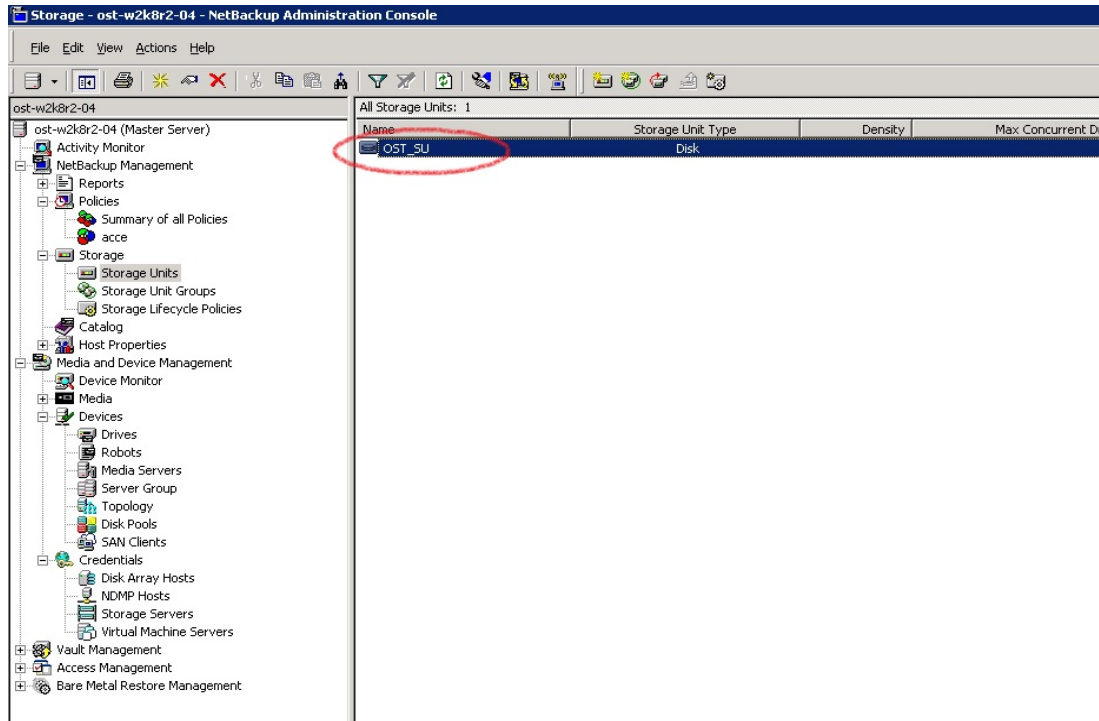 Storage - ost-w2k8r2-04 - NetBackup Administration Console
File Edit View Actions Help
ost-w2k8r2-04
All Storage Units: 1
ost-w2k8r2-04 (Master Server)
Activity Monitor
NetBackup Management
Reports
Policies
Summary of all Policies
acce
Storage
Storage Units
Storage Unit Groups
Storage Lifecycle Policies
Catalog
Host Properties
Media and Device Management
Device Monitor
Media
Devices
Drives
Robots
Media Servers
Server Group
Topology
Disk Pools
SAN Clients
Credentials
Disk Array Hosts
NDMP Hosts
Storage Servers
Virtual Machine Servers
Vault Management
Access Management
Bare Metal Restore Management
Name Storage Unit Type Density Max Concurrent D
OST_SU Disk